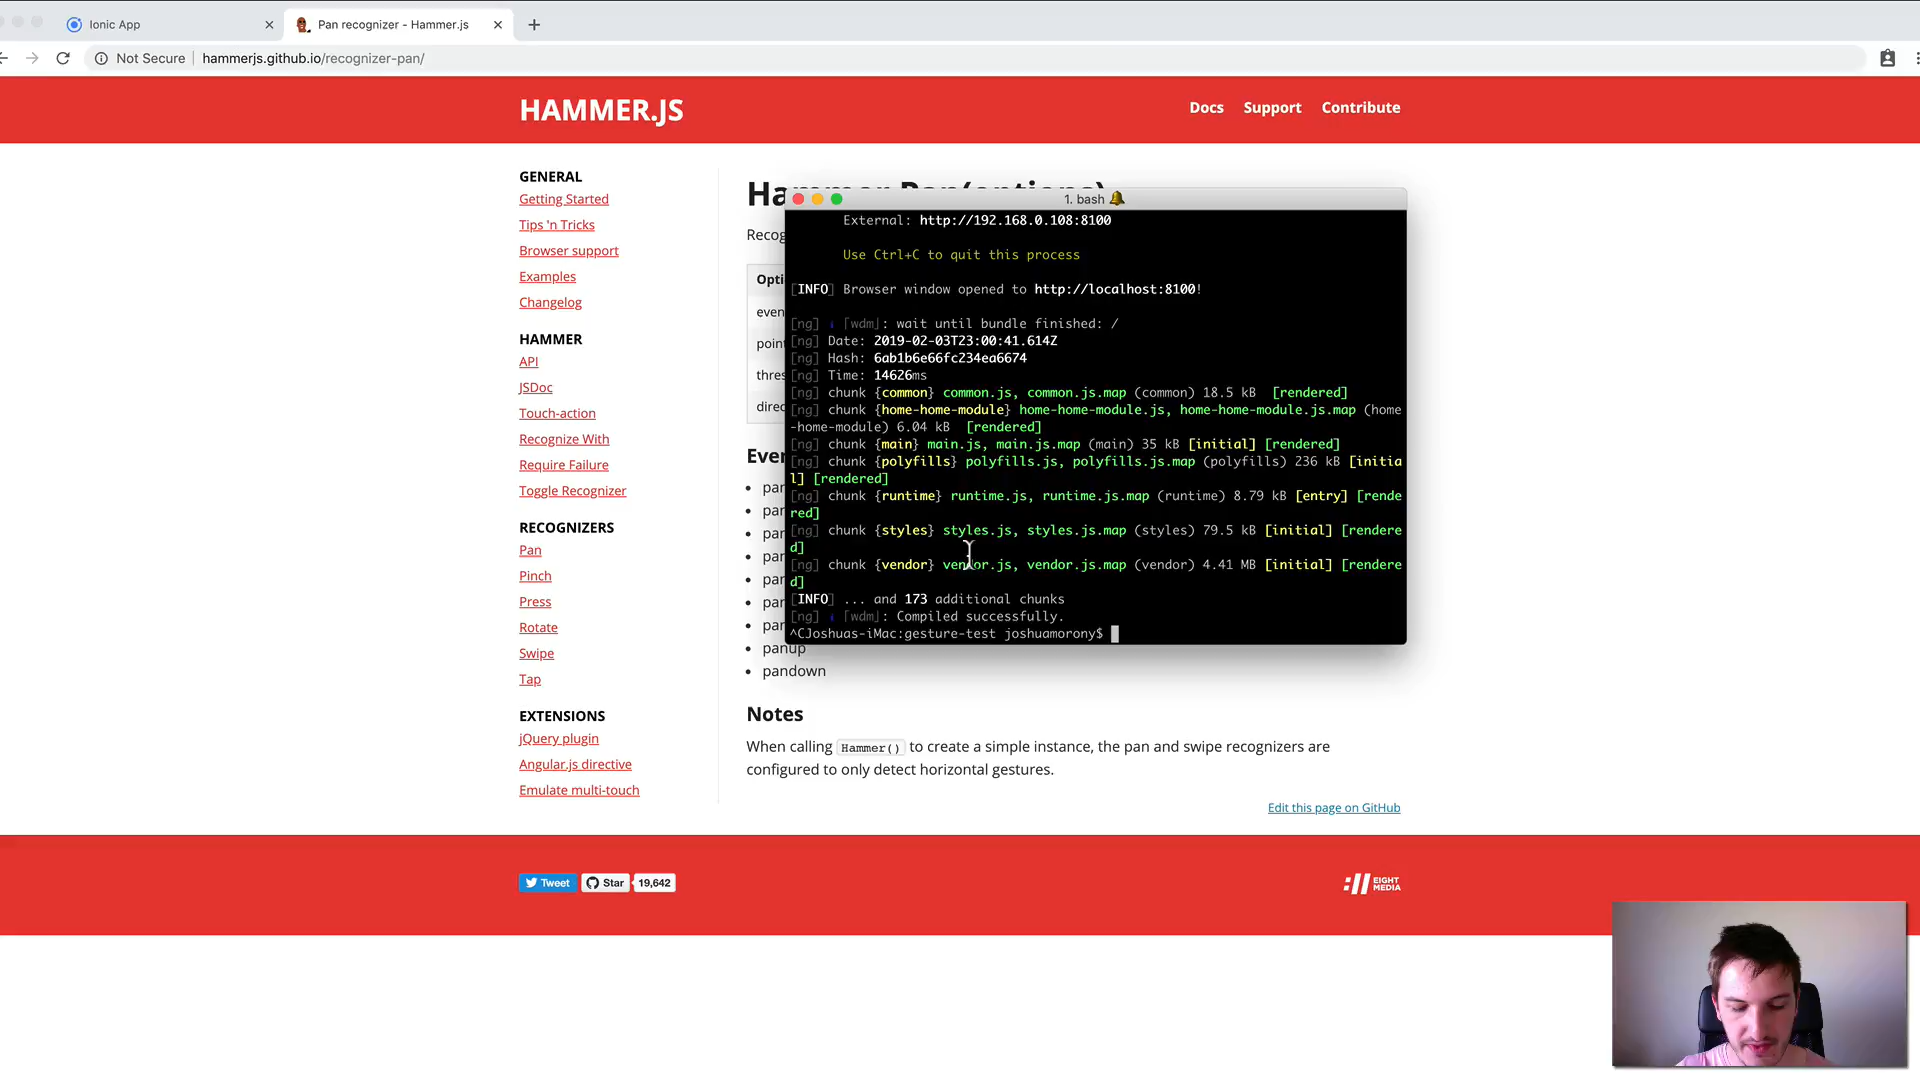 Ionic App
Pan recognizer - Hammer.js
Not Secure
hammerjs.github.io/recognizer-pan/
HAMMER.JS
Docs
Support
Contribute
GENERAL
Getting Started
Tips 'n Tricks
Browser support
Examples
Changelog
HAMMER
API
JSDoc
Touch-action
Recognize With
Require Failure
Toggle Recognizer
RECOGNIZERS
Pan
Pinch
Press
Rotate
Swipe
Tap
EXTENSIONS
jQuery plugin
Angular.js directive
Emulate multi-touch
1. bash
External: http://192.168.0.108:8100
Use Ctrl+C to quit this process
[INFO] Browser window opened to http://localhost:8100!
[ng] i ｢wdm｣: wait until bundle finished: /
[ng] Date: 2019-02-03T23:00:41.614Z
[ng] Hash: 6ab1b6e66fc234ea6674
[ng] Time: 14626ms
[ng] chunk {common} common.js, common.js.map (common) 18.5 kB  [rendered]
[ng] chunk {home-home-module} home-home-module.js, home-home-module.js.map (home
-home-module) 6.04 kB  [rendered]
[ng] chunk {main} main.js, main.js.map (main) 35 kB [initial] [rendered]
[ng] chunk {polyfills} polyfills.js, polyfills.js.map (polyfills) 236 kB [initia
l] [rendered]
[ng] chunk {runtime} runtime.js, runtime.js.map (runtime) 8.79 kB [entry] [rende
red]
[ng] chunk {styles} styles.js, styles.js.map (styles) 79.5 kB [initial] [rendere
d]
[ng] chunk {vendor} vendor.js, vendor.js.map (vendor) 4.41 MB [initial] [rendere
d]
[INFO] ... and 173 additional chunks
[ng] i ｢wdm｣: Compiled successfully.
^CJoshuas-iMac:gesture-test joshuamorony$
panup
pandown
Notes
When calling Hammer() to create a simple instance, the pan and swipe recognizers are
configured to only detect horizontal gestures.
Edit this page on GitHub
Tweet
Star
19,642
EIGHT
MEDIA